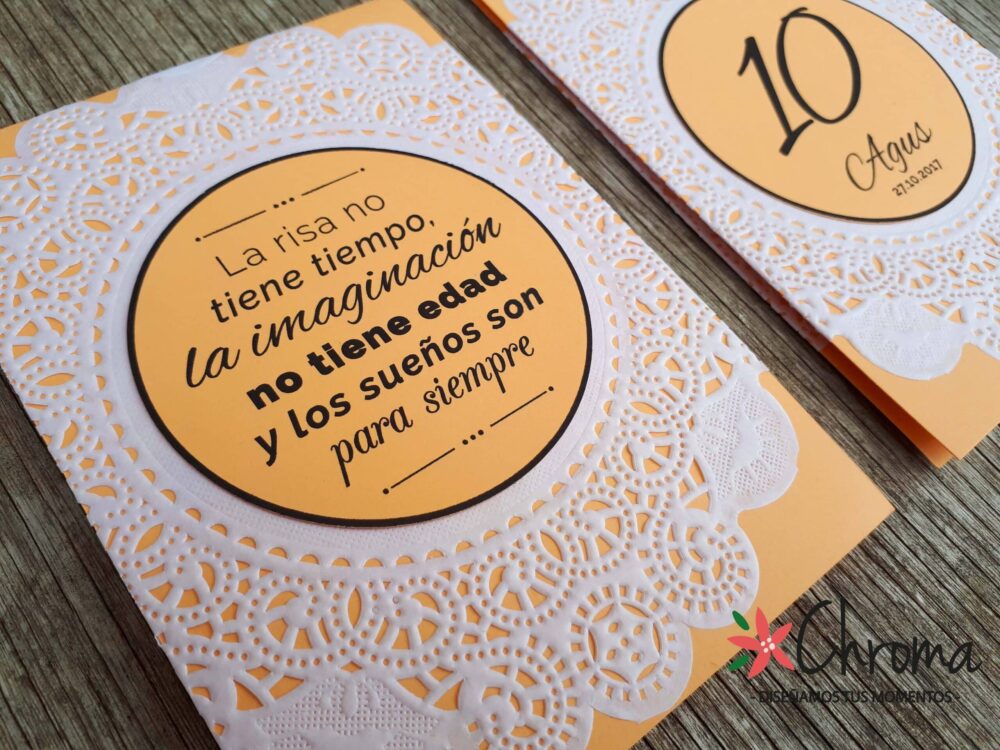 La risa no
tiene tiempo,
la imaginación
no tiene edad
y los sueños son
para siempre
10
Agus
27.10.2017
Chroma
- DISEÑAMOS TUS MOMENTOS -